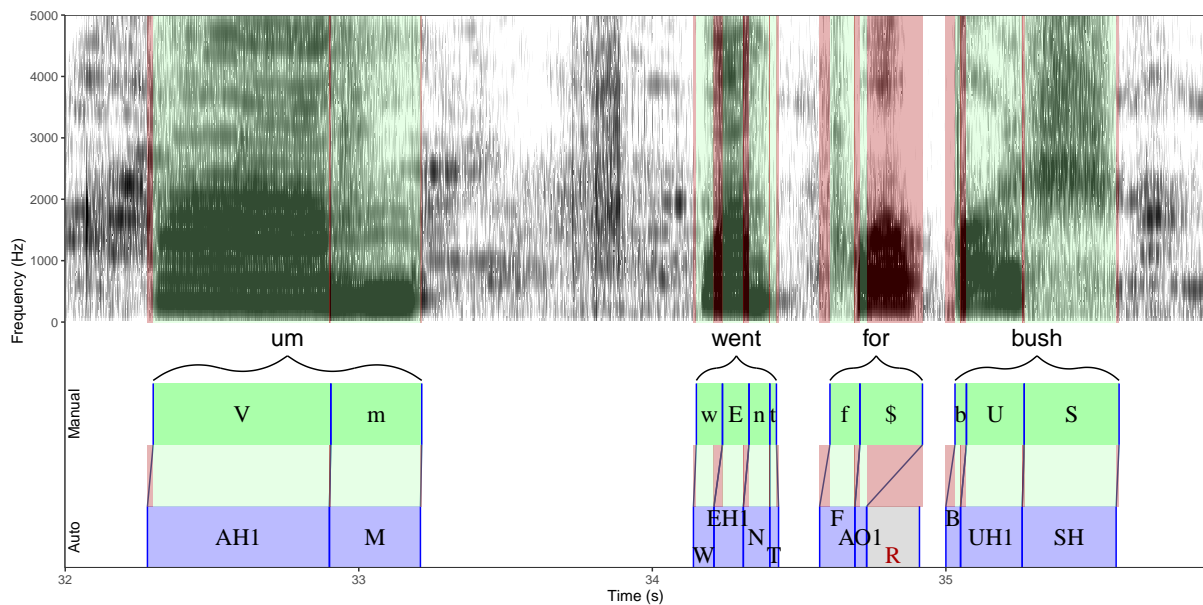 5000
4000
3000
2000
1000
0
Frequency (Hz)
um went for bush
Manual
V m w E n t f $ b U S
Auto
AH1 M W EH1 N T F AO1 R B UH1 SH
32 33 34 35
Time (s)